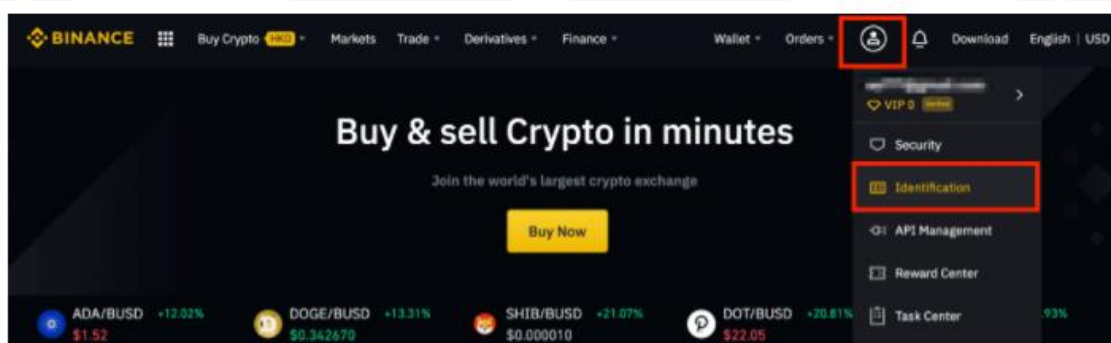 BINANCE Buy Crypto HKD Markets Trade Derivatives Finance Wallet Orders Download English | USD
VIP 0 Verified
Buy & sell Crypto in minutes
Security
Join the world's largest crypto exchange
Identification
Buy Now
API Management
Reward Center
ADA/BUSD +12.02% DOGE/BUSD +13.31% SHIB/BUSD +21.07% DOT/BUSD +20.81% Task Center .93%
$1.52 $0.342670 $0.000010 $22.05